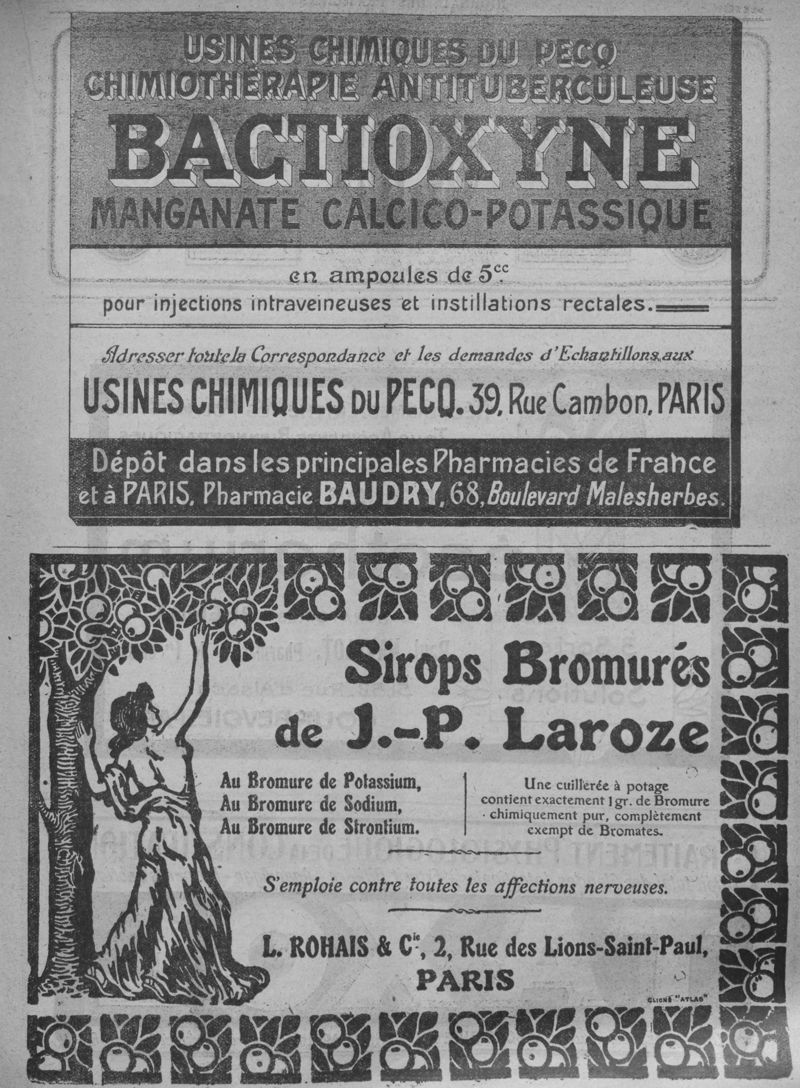 USINES CHIMIQUES DU PECQ
CHIMIOTHÉRAPIE ANTITUBERCULEUSE
BACTIOXYNE
MANGANATE CALCICO-POTASSIQUE
en ampoules de 5cc.
pour injections intraveineuses et instillations rectales.
Adresser toute la Correspondance et les demandes d'Echantillons, aux
USINES CHIMIQUES DU PECQ. 39, Rue Cambon, PARIS
Dépôt dans les principales Pharmacies de France
et à PARIS, Pharmacie BAUDRY, 68, Boulevard Malesherbes.
Sirops Bromurés
de J.-P. Laroze
Au Bromure de Potassium,
Au Bromure de Sodium,
Au Bromure de Strontium.
Une cuillerée à potage
contient exactement 1 gr. de Bromure
chimiquement pur, complètement
exempt de Bromates.
S'emploie contre toutes les affections nerveuses.
L. ROHAIS & Cie, 2, Rue des Lions-Saint-Paul,
PARIS
CLICHÉ "ATLAS"